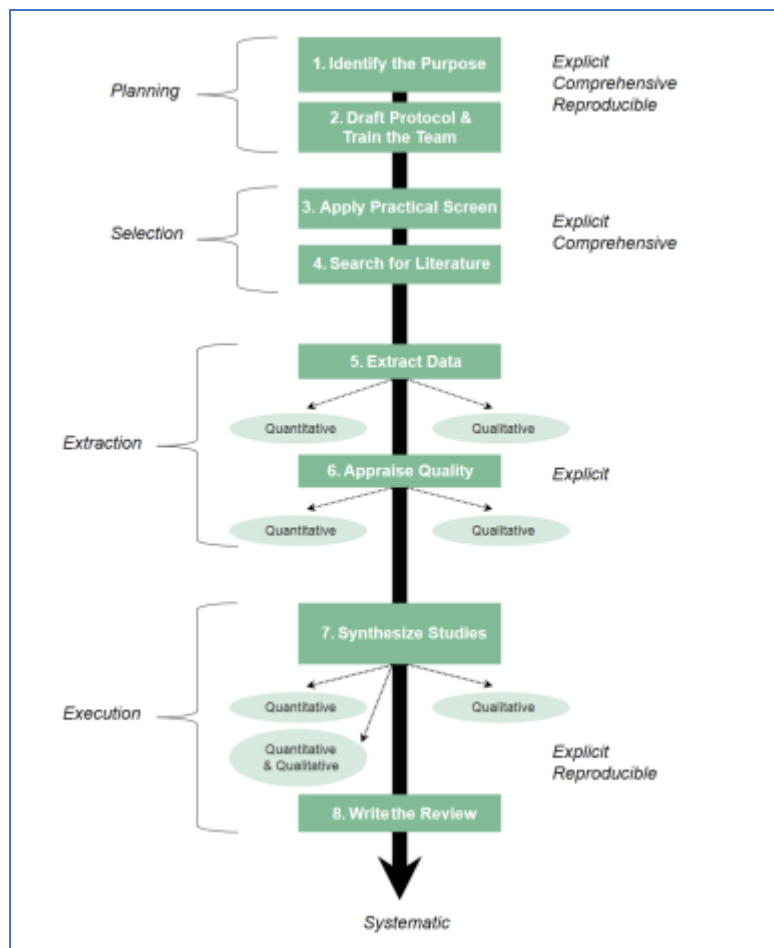 1. Identify the Purpose
Explicit
Comprehensive
Reproducible
Planning
2. Draft Protocol &
Train the Team
3. Apply Practical Screen
Selection
Explicit
Comprehensive
4. Search for Literature
5. Extract Data
Quantitative
Qualitative
Extraction
6. Appraise Quality
Explicit
Quantitative
Qualitative
7. Synthesize Studies
Quantitative
Qualitative
Execution
Quantitative
& Qualitative
Explicit
Reproducible
8. Write the Review
Systematic